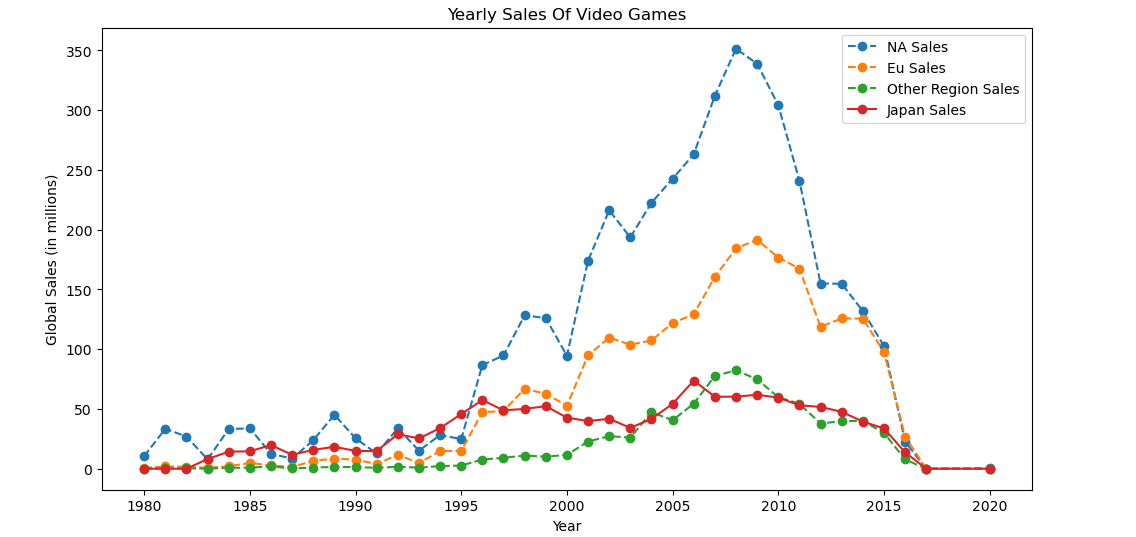 Yearly Sales Of Video Games
NA Sales
Eu Sales
Other Region Sales
Japan Sales
Global Sales (in millions)
350
300
250
200
150
100
50
0
1980 1985 1990 1995 2000 2005 2010 2015 2020
Year